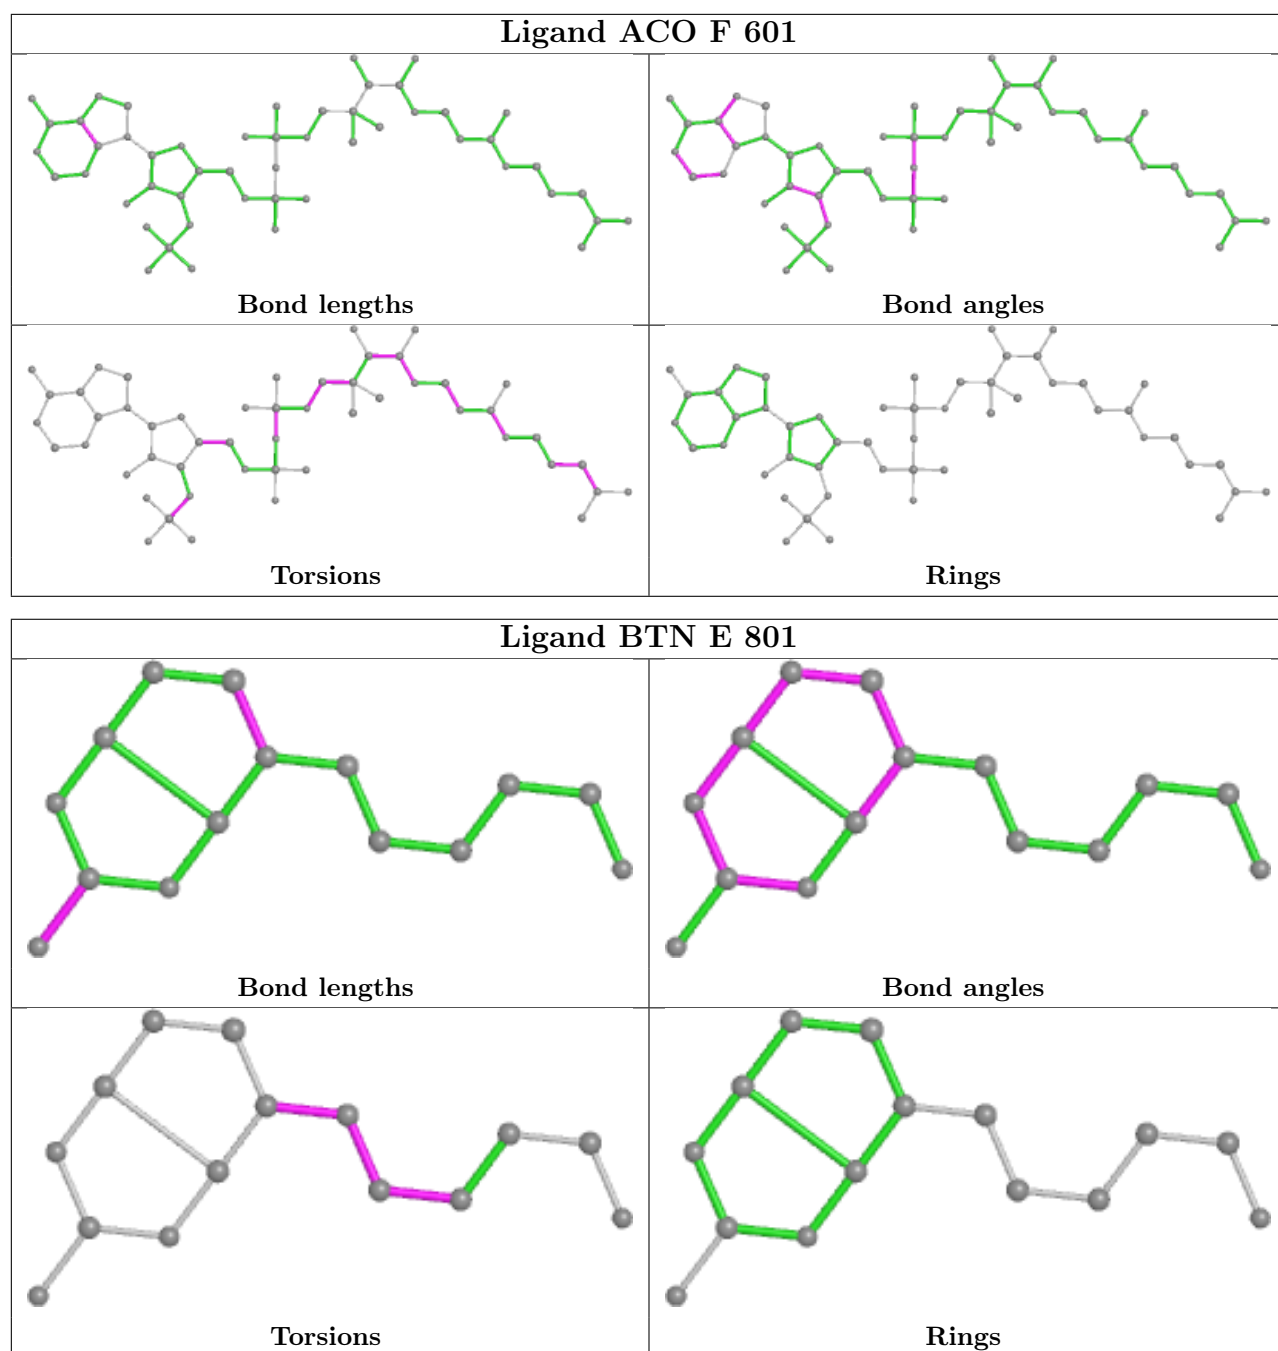 Ligand ACO F 601
Bond lengths
Bond angles
Torsions
Rings
Ligand BTN E 801
Bond lengths
Bond angles
Torsions
Rings